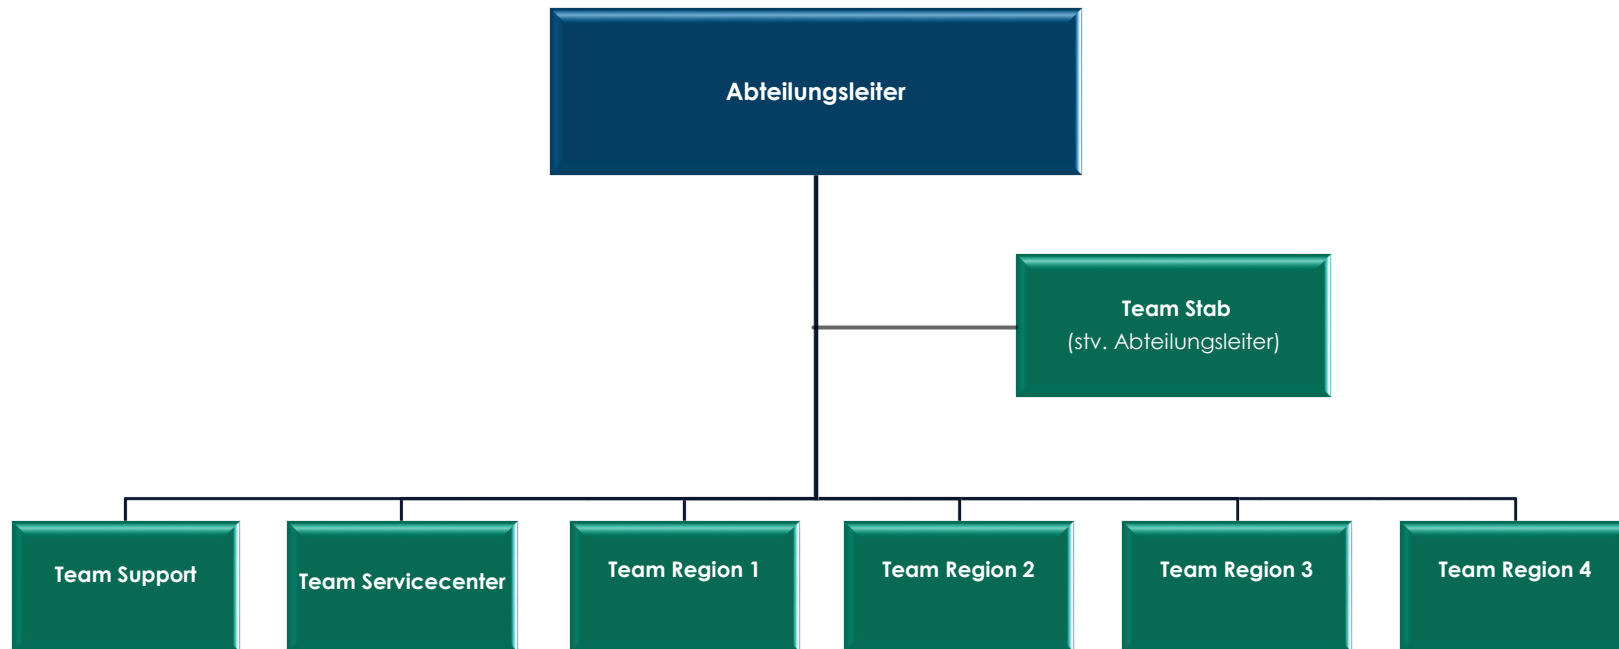 Abteilungsleiter
Team Stab
(stv. Abteilungsleiter)
Team Support
Team Servicecenter
Team Region 1
Team Region 2
Team Region 3
Team Region 4